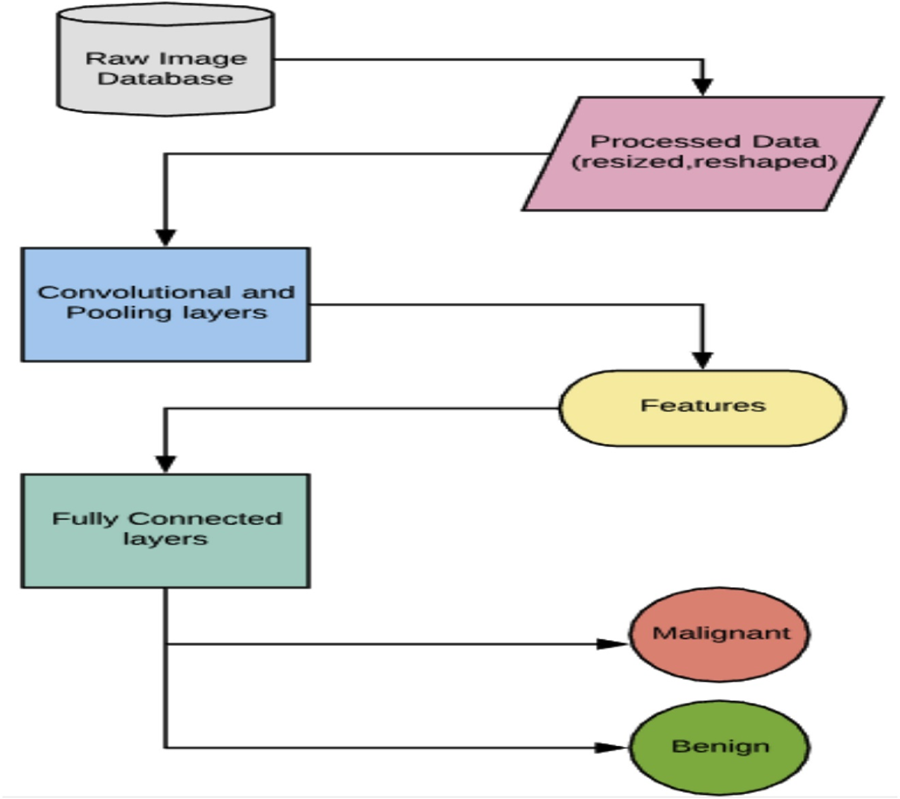 Raw Image
Database
Processed Data
(resized,reshaped)
Convolutional and
Pooling layers
Features
Fully Connected
layers
Malignant
Benign